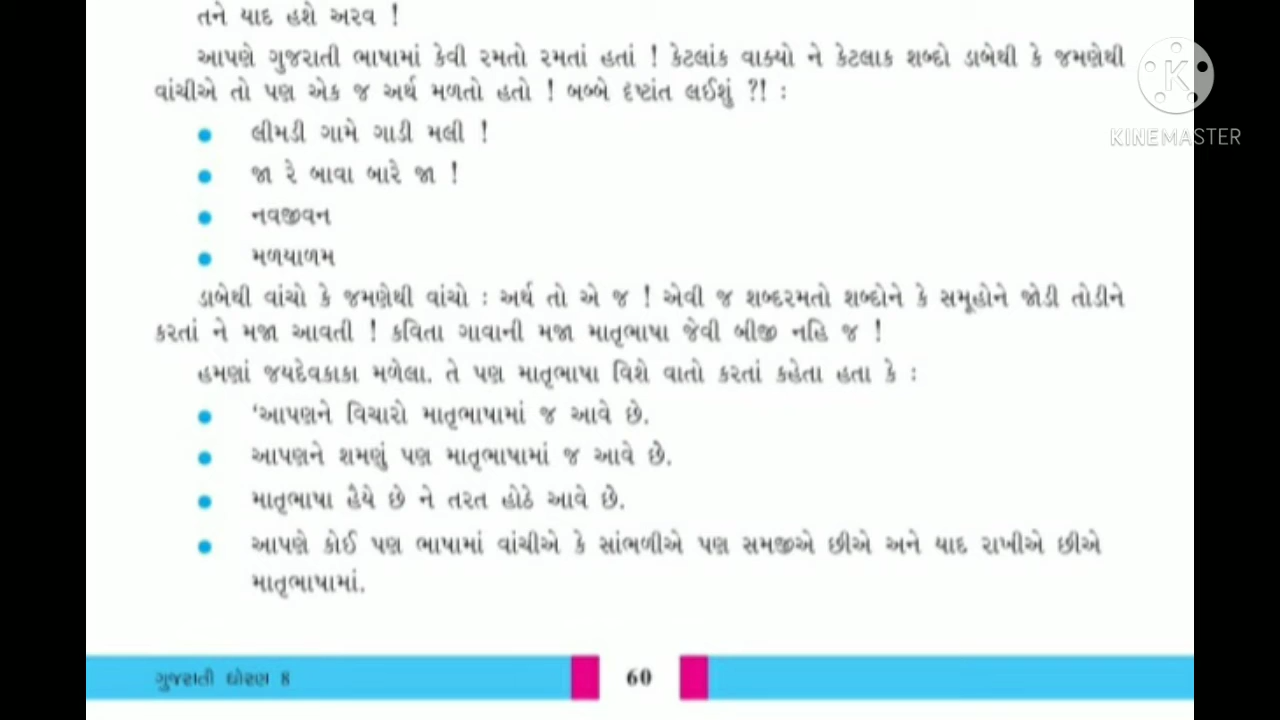 તને યાદ હશે અરવ !
આપણે ગુજરાતી ભાષામાં કેવી રમતો રમતાં હતાં ! કેટલાંક વાક્યો ને કેટલાક શબ્દો ડાબેથી કે જમણેથી
વાંચીએ તો પણ એક જ અર્થ મળતો હતો ! બબ્બે દૃષ્ટાંત લઈશું ?! :
• લીમડી ગામે ગાડી મલી !
• જા રે બાવા બારે જા !
• નવજીવન
• મળયાળમ
ડાબેથી વાંચો કે જમણેથી વાંચો : અર્થ તો એ જ ! એવી જ શબ્દરમતો શબ્દોને કે સમૂહોને જોડી તોડીને
કરતાં ને મજા આવતી ! કવિતા ગાવાની મજા માતૃભાષા જેવી બીજી નહિ જ !
હમણાં જયદેવકાકા મળેલા. તે પણ માતૃભાષા વિશે વાતો કરતાં કહેતા હતા કે :
• ‘આપણને વિચારો માતૃભાષામાં જ આવે છે.
• આપણને શમણું પણ માતૃભાષામાં જ આવે છે.
• માતૃભાષા હૈયે છે ને તરત હોઠે આવે છે.
• આપણે કોઈ પણ ભાષામાં વાંચીએ કે સાંભળીએ પણ સમજીએ છીએ અને યાદ રાખીએ છીએ
માતૃભાષામાં.
ગુજરાતી ધોરણ 8
60
KINEMASTER